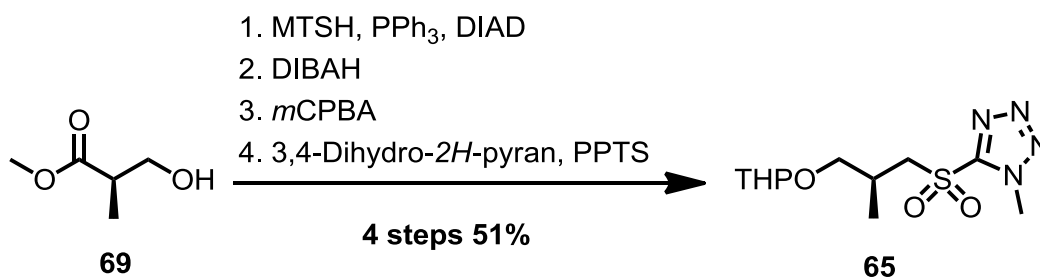 1. MTSH, PPh₃, DIAD
2. DIBAH
3. mCPBA
4. 3,4-Dihydro-2H-pyran, PPTS
4 steps 51%
O
O
OH
69
THPO
S
O O
N N
N
N
N
65